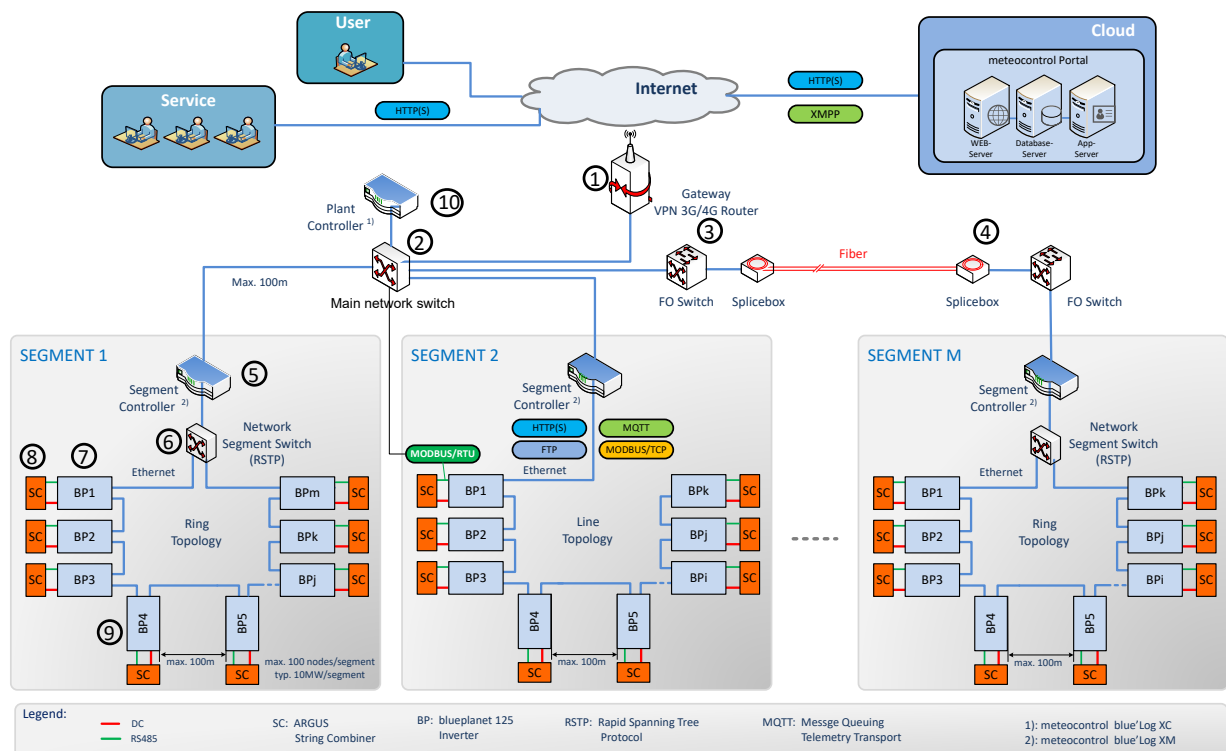 User
Cloud
meteocontrol Portal
WEB-
Server
Database-
Server
App-
Server
Service
HTTP(S)
Internet
HTTP(S)
XMPP
1
Gateway
VPN 3G/4G Router
Plant
Controller 1)
10
2
Main network switch
Max. 100m
3
FO Switch
Splicebox
Fiber
4
Splicebox
FO Switch
SEGMENT 1
5
Segment
Controller 2)
6
Network
Segment Switch
(RSTP)
Ethernet
8
7
SC
BP1
SC
BP2
SC
BP3
BPm
SC
BPk
SC
BPj
SC
Ring
Topology
9
BP4
BP5
SC
SC
max. 100m
max. 100 nodes/segment
typ. 10MW/segment
SEGMENT 2
Segment
Controller 2)
HTTP(S)
MQTT
FTP
MODBUS/TCP
MODBUS/RTU
Ethernet
SC
BP1
SC
BP2
SC
BP3
BPk
SC
BPj
SC
BPi
SC
Line
Topology
BP4
BP5
SC
SC
max. 100m
SEGMENT M
Segment
Controller 2)
Network
Segment Switch
(RSTP)
Ethernet
SC
BP1
SC
BP2
SC
BP3
BPk
SC
BPj
SC
BPi
SC
Ring
Topology
BP4
BP5
SC
SC
max. 100m
Legend:
DC
RS485
SC: ARGUS
String Combiner
BP: blueplanet 125
Inverter
RSTP: Rapid Spanning Tree
Protocol
MQTT: Messge Queuing
Telemetry Transport
1): meteocontrol blue'Log XC
2): meteocontrol blue'Log XM